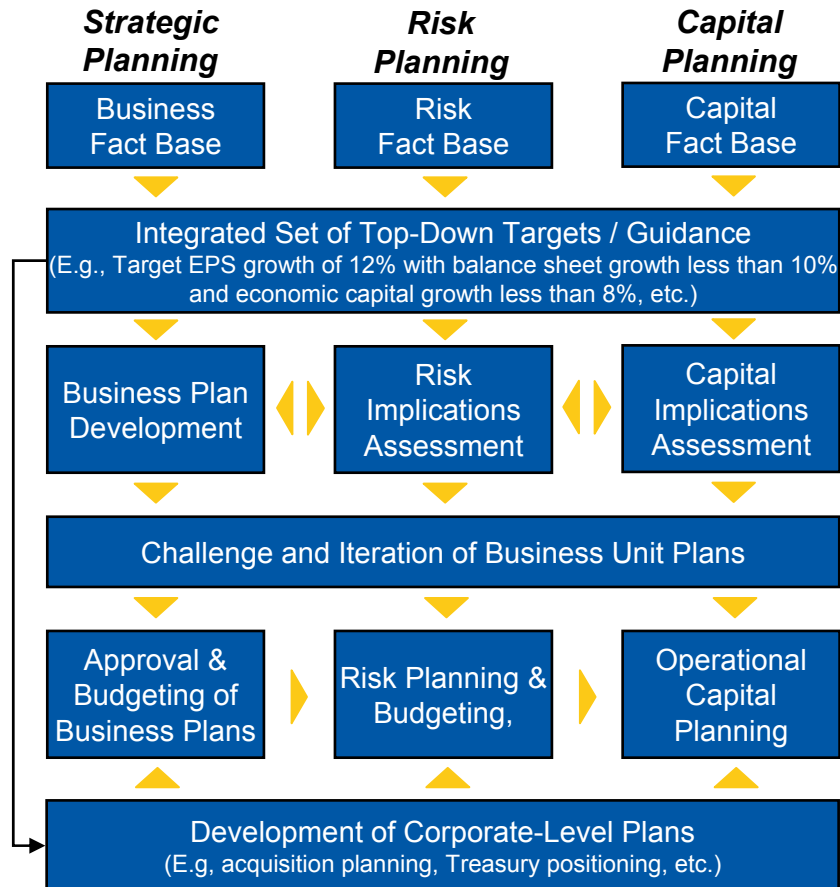 Strategic
Planning
Risk
Planning
Capital
Planning
Business
Fact Base
Risk
Fact Base
Capital
Fact Base
Integrated Set of Top-Down Targets / Guidance
(E.g., Target EPS growth of 12% with balance sheet growth less than 10%
and economic capital growth less than 8%, etc.)
Business Plan
Development
Risk
Implications
Assessment
Capital
Implications
Assessment
Challenge and Iteration of Business Unit Plans
Approval &
Budgeting of
Business Plans
Risk Planning &
Budgeting,
Operational
Capital
Planning
Development of Corporate-Level Plans
(E.g, acquisition planning, Treasury positioning, etc.)